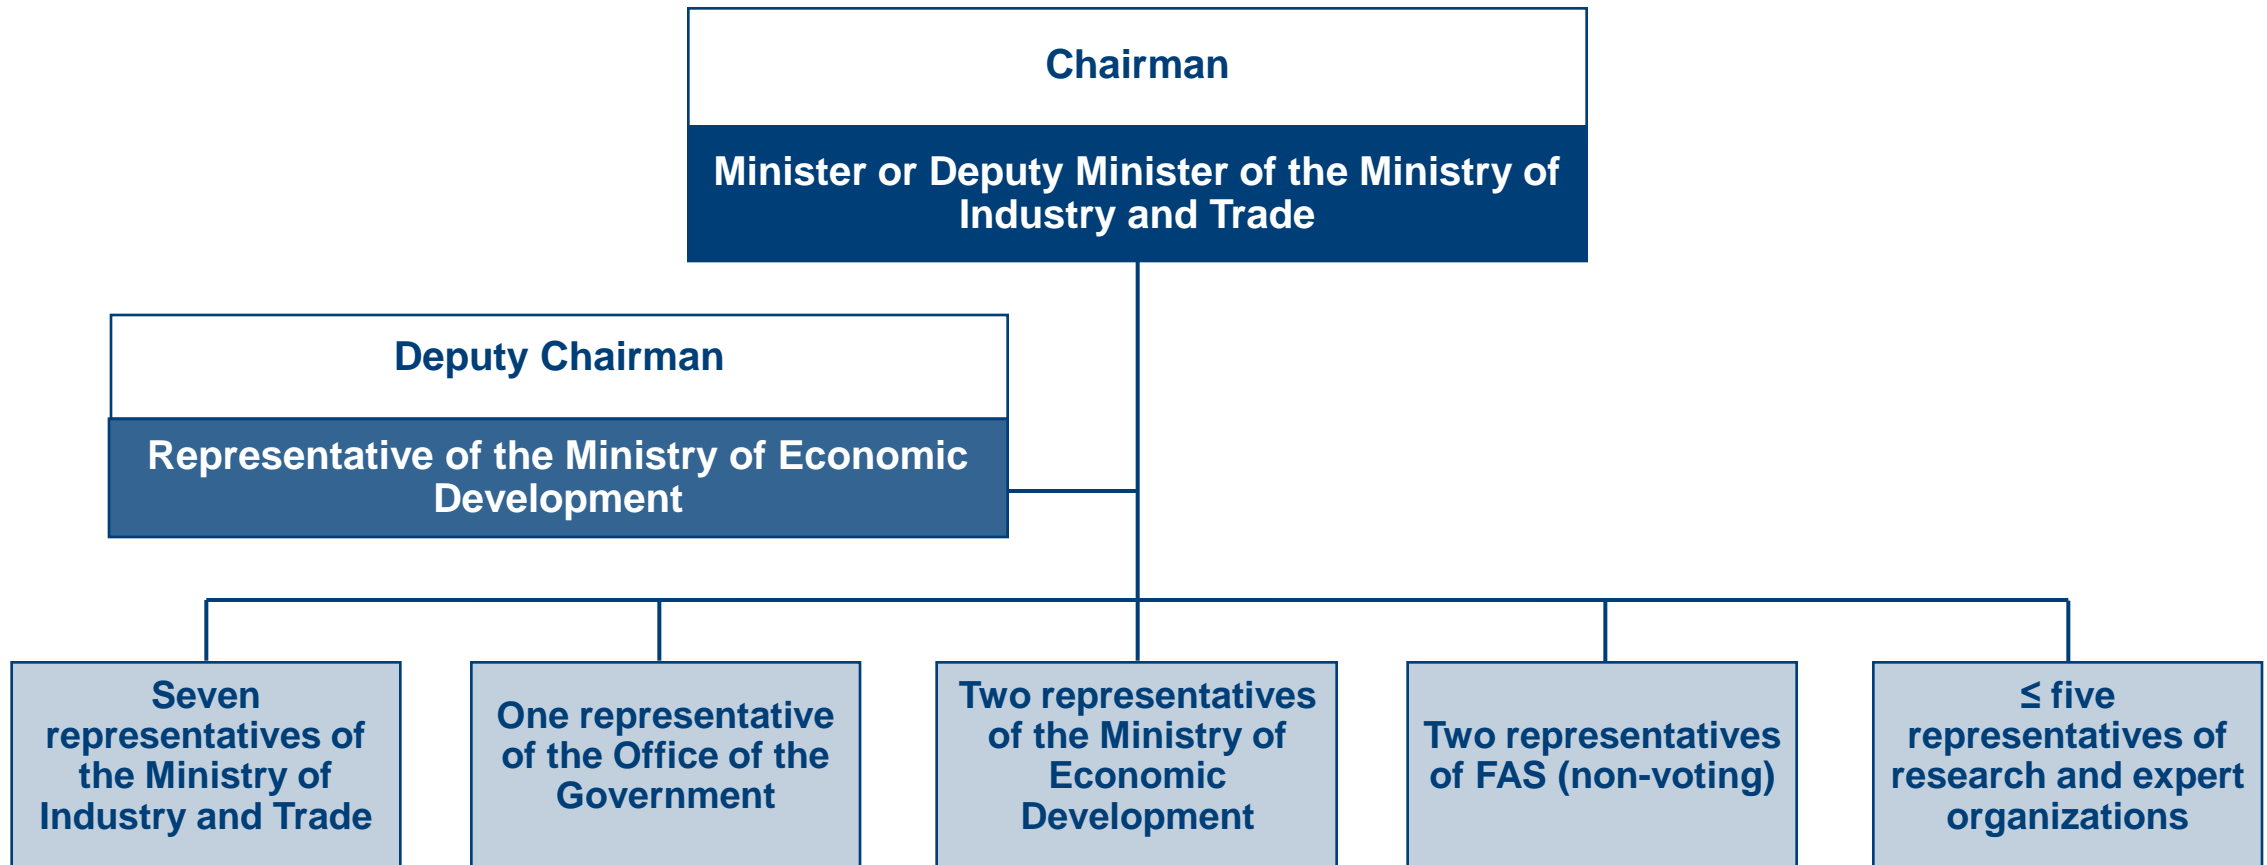 Chairman
Minister or Deputy Minister of the Ministry of
Industry and Trade
Deputy Chairman
Representative of the Ministry of Economic
Development
Seven
representatives of
the Ministry of
Industry and Trade
One representative
of the Office of the
Government
Two representatives
of the Ministry of
Economic
Development
Two representatives
of FAS (non-voting)
≤ five
representatives of
research and expert
organizations